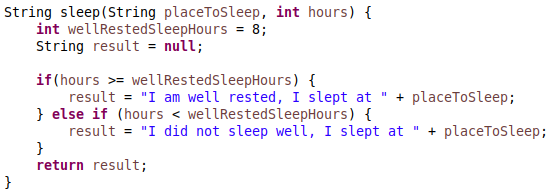 String sleep(String placeToSleep, int hours) {
    int wellRestedSleepHours = 8;
    String result = null;

    if(hours >= wellRestedSleepHours) {
        result = "I am well rested, I slept at " + placeToSleep;
    } else if (hours < wellRestedSleepHours) {
        result = "I did not sleep well, I slept at " + placeToSleep;
    }
    return result;
}